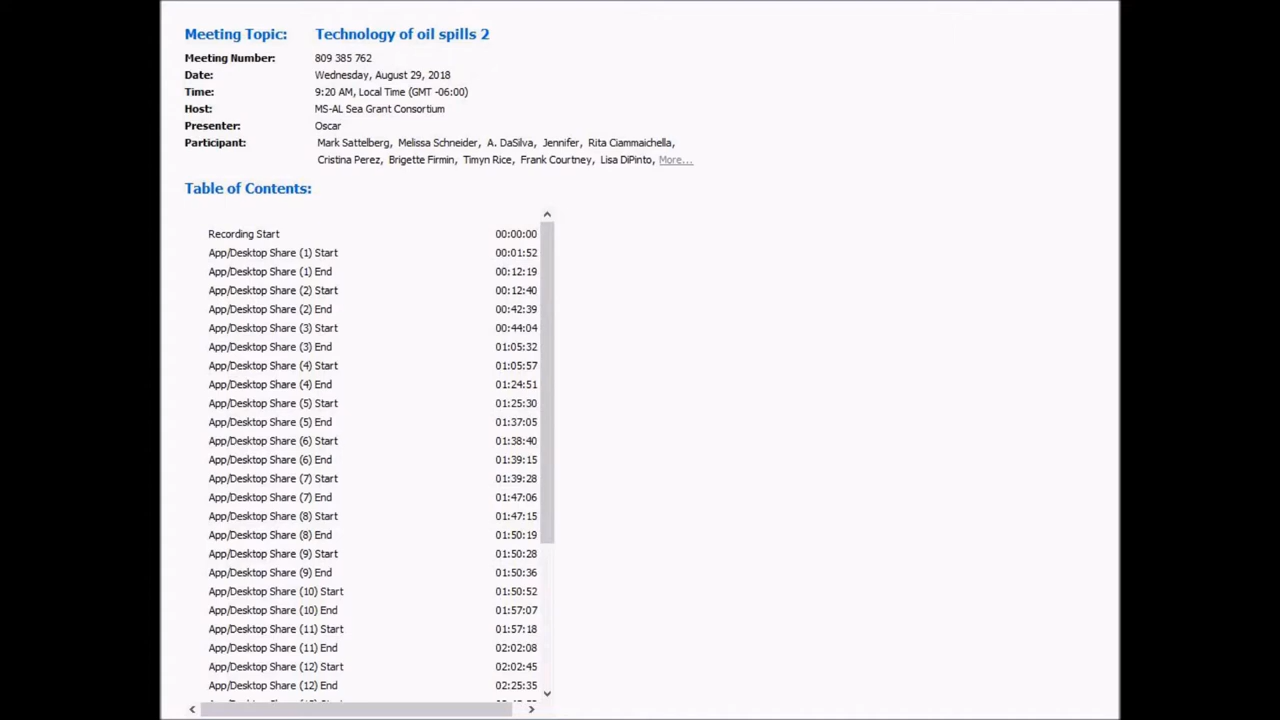 Meeting Topic: Technology of oil spills 2
Meeting Number: 809 385 762
Date: Wednesday, August 29, 2018
Time: 9:20 AM, Local Time (GMT -06:00)
Host: MS-AL Sea Grant Consortium
Presenter: Oscar
Participant: Mark Sattelberg, Melissa Schneider, A. DaSilva, Jennifer, Rita Ciammaichella,
Cristina Perez, Brigette Firmin, Timyn Rice, Frank Courtney, Lisa DiPinto, More...
Table of Contents:
Recording Start 00:00:00
App/Desktop Share (1) Start 00:01:52
App/Desktop Share (1) End 00:12:19
App/Desktop Share (2) Start 00:12:40
App/Desktop Share (2) End 00:42:39
App/Desktop Share (3) Start 00:44:04
App/Desktop Share (3) End 01:05:32
App/Desktop Share (4) Start 01:05:57
App/Desktop Share (4) End 01:24:51
App/Desktop Share (5) Start 01:25:30
App/Desktop Share (5) End 01:37:05
App/Desktop Share (6) Start 01:38:40
App/Desktop Share (6) End 01:39:15
App/Desktop Share (7) Start 01:39:28
App/Desktop Share (7) End 01:47:06
App/Desktop Share (8) Start 01:47:15
App/Desktop Share (8) End 01:50:19
App/Desktop Share (9) Start 01:50:28
App/Desktop Share (9) End 01:50:36
App/Desktop Share (10) Start 01:50:52
App/Desktop Share (10) End 01:57:07
App/Desktop Share (11) Start 01:57:18
App/Desktop Share (11) End 02:02:08
App/Desktop Share (12) Start 02:02:45
App/Desktop Share (12) End 02:25:35